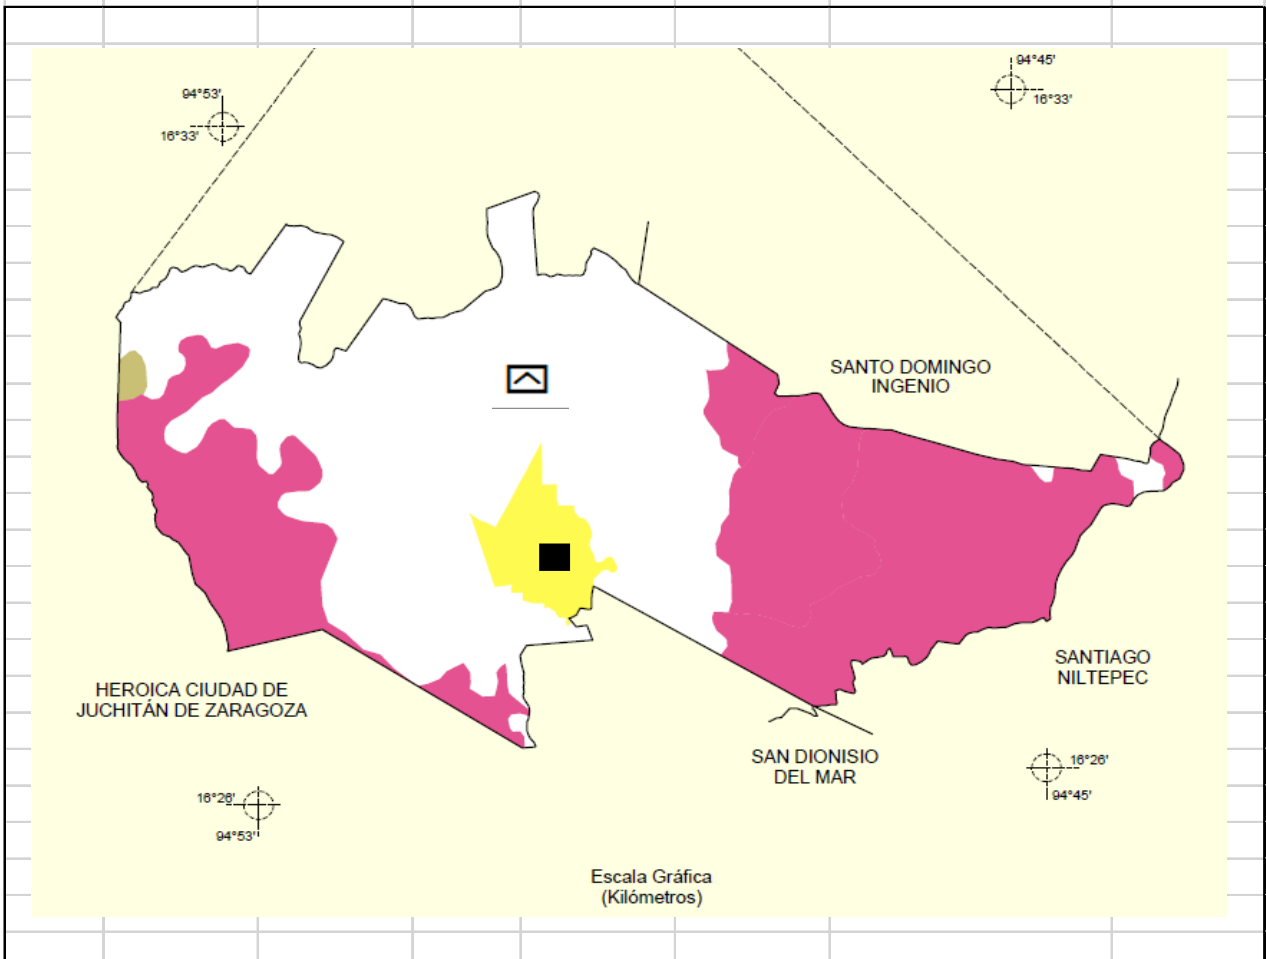 94°45'
16°33'
94°53'
16°33'
SANTO DOMINGO
INGENIO
SANTIAGO
NILTEPEC
HEROICA CIUDAD DE
JUCHITÁN DE ZARAGOZA
SAN DIONISIO
DEL MAR
16°26'
94°45'
16°26'
94°53'
Escala Gráfica
(Kilómetros)